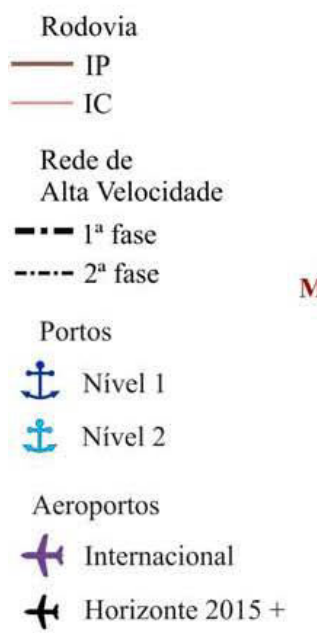 Rodovia
IP
IC
Rede de
Alta Velocidade
1ª fase
2ª fase
M
Portos
Nível 1
Nível 2
Aeroportos
Internacional
Horizonte 2015 +